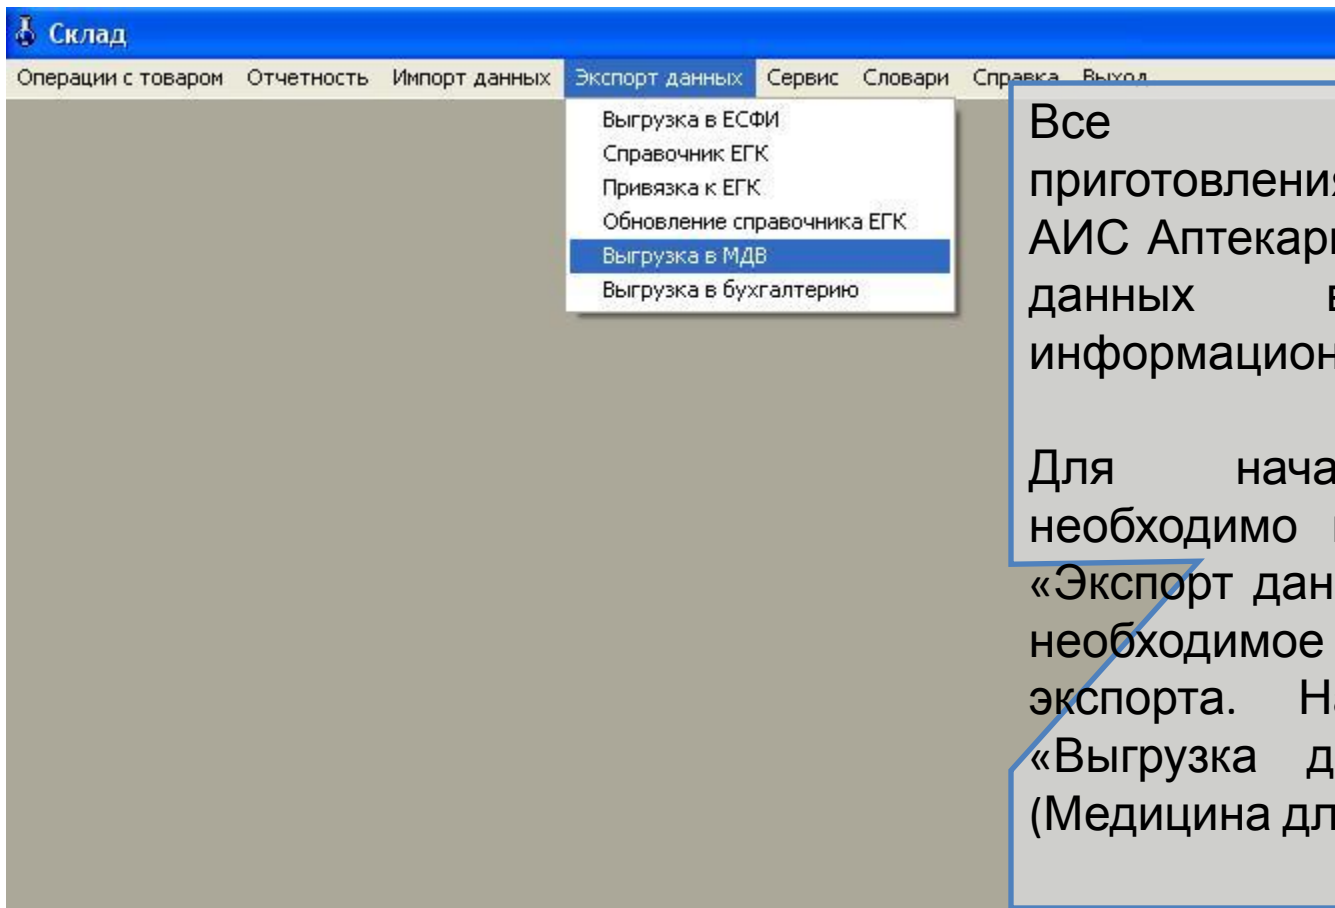 Склад
Операции с товаром Отчетность Импорт данных Экспорт данных Сервис Словари Справка Выход
Выгрузка в ЕСФИ
Справочник ЕГК
Привязка к ЕГК
Обновление справочника ЕГК
Выгрузка в МДВ
Выгрузка в бухгалтерию
Все
приготовления
АИС Аптекар
данных в
информацион
Для нача
необходимо
«Экспорт дан
необходимое
экспорта. На
«Выгрузка д
(Медицина дл